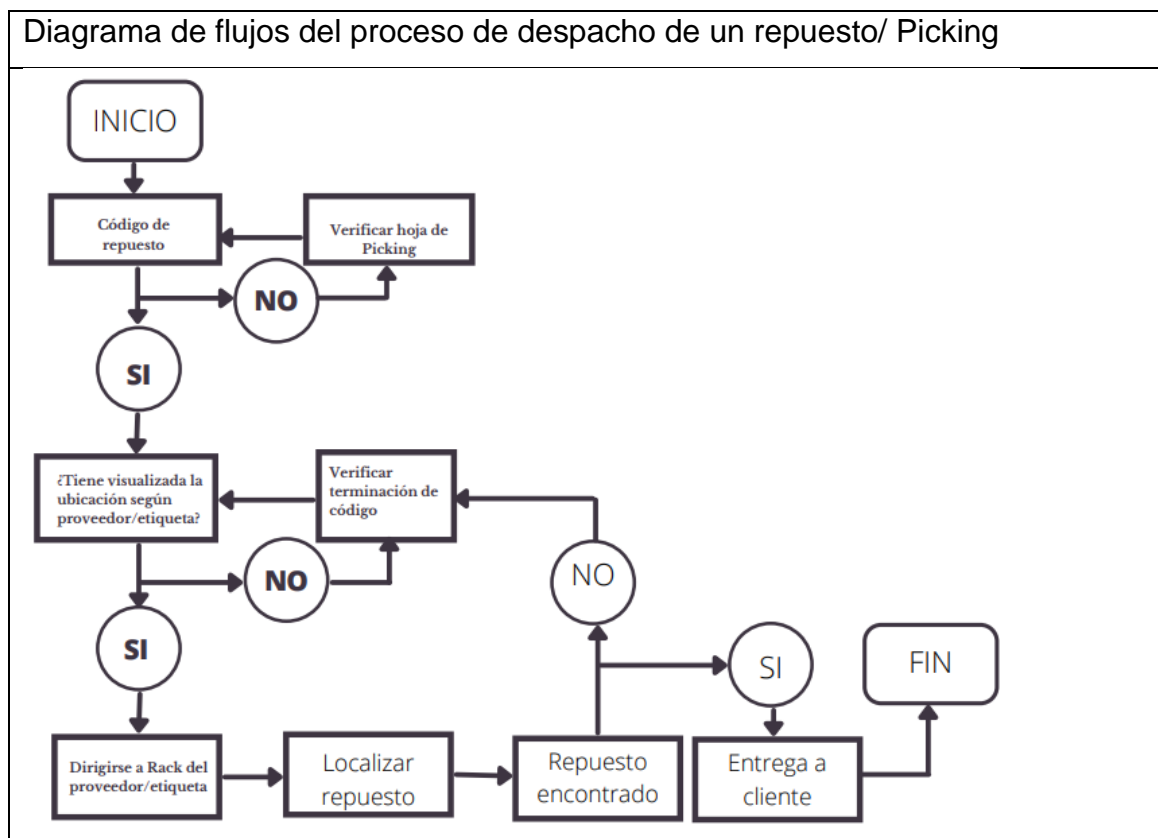 Diagrama de flujos del proceso de despacho de un repuesto/ Picking
INICIO
Código de
repuesto
Verificar hoja de
Picking
NO
SI
¿Tiene visualizada la
ubicación según
proveedor/etiqueta?
Verificar
terminación de
código
NO
NO
SI
SI
FIN
Dirigirse a Rack del
proveedor/etiqueta
Localizar
repuesto
Repuesto
encontrado
Entrega a
cliente